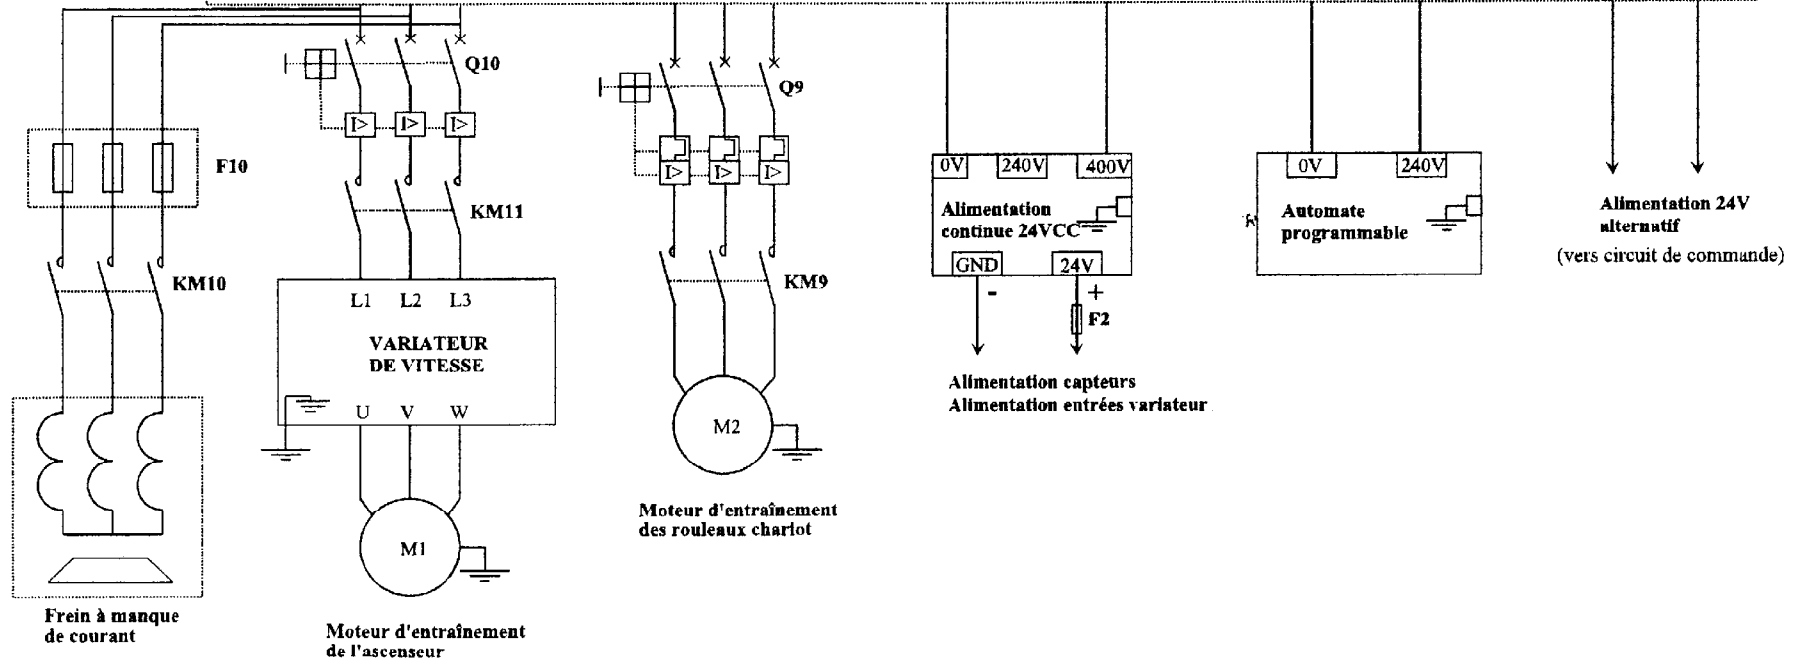 Q10
I>
I>
I>
F10
KM11
KM10
L1 L2 L3
VARIATEUR
DE VITESSE
U V W
M1
Frein à manque
de courant
Moteur d'entraînement
de l'ascenseur
Q9
I>
I>
I>
KM9
M2
Moteur d'entraînement
des rouleaux chariot
0V 240V 400V
Alimentation
continue 24VCC
GND 24V
- +
F2
Alimentation capteurs
Alimentation entrées variateur
0V 240V
Automate
programmable
Alimentation 24V
alternatif
(vers circuit de commande)